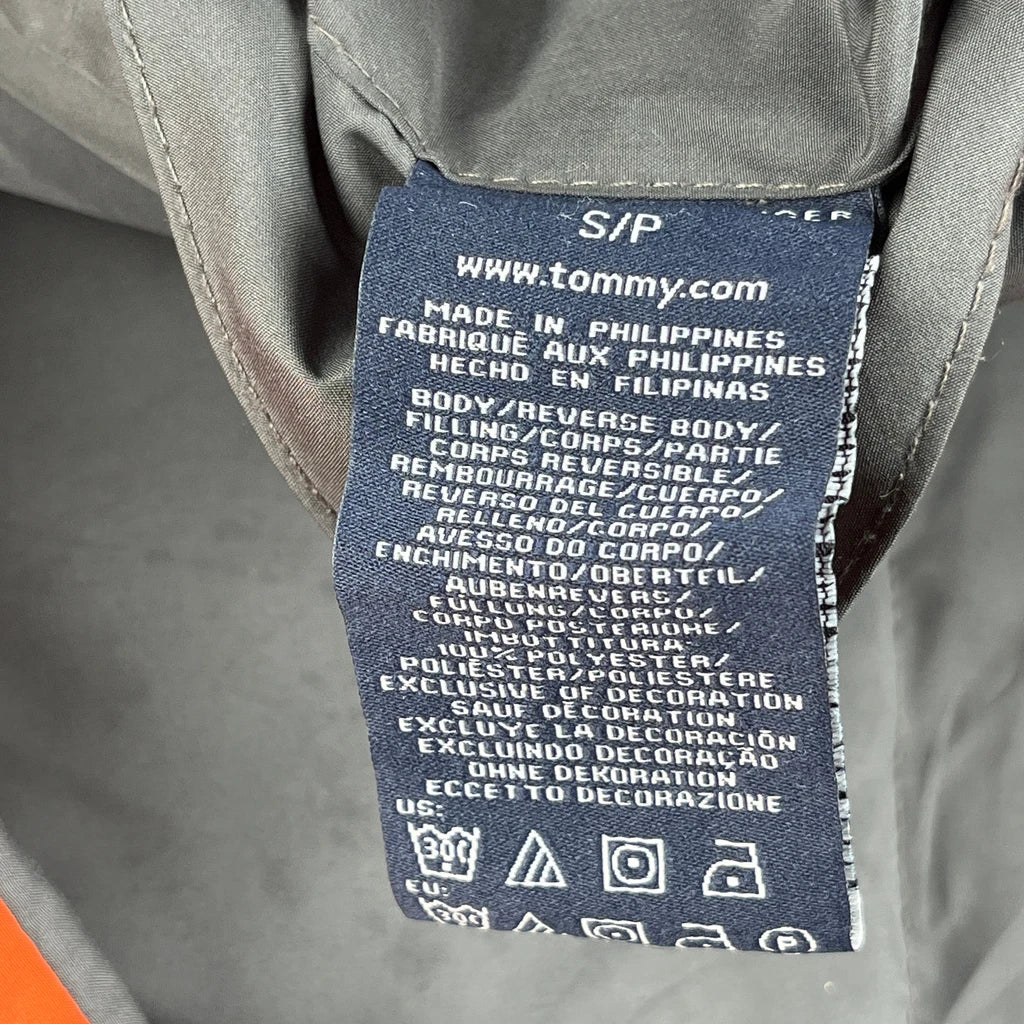 S/P
www.tommy.com
MADE IN PHILIPPINES
FABRIQUÉ AUX PHILIPPINES
HECHO EN FILIPINAS
BODY/REVERSE BODY/
FILLING/CORPS/PARTIE
CORPS REVERSIBLE/
REMBOURRAGE/CUERPO/
REVERSO DEL CUERPO/
RELLENO/CORPO/
AVESSO DO CORPO/
ENCHIMENTO/OBERTEIL/
AUBENREVERS/
FÜLLUNG/CORPO/
CORPO POSTERIORE/
IMBOTTITURA
100% POLYESTER/
POLIÉSTER/POLIESTERE
EXCLUSIVE OF DECORATION
SAUF DÉCORATION
EXCLUYE LA DECORACIÓN
EXCLUINDO DECORAÇÃO
OHNE DEKORATION
ECCETTO DECORAZIONE
US:
30C
EU:
30C
P